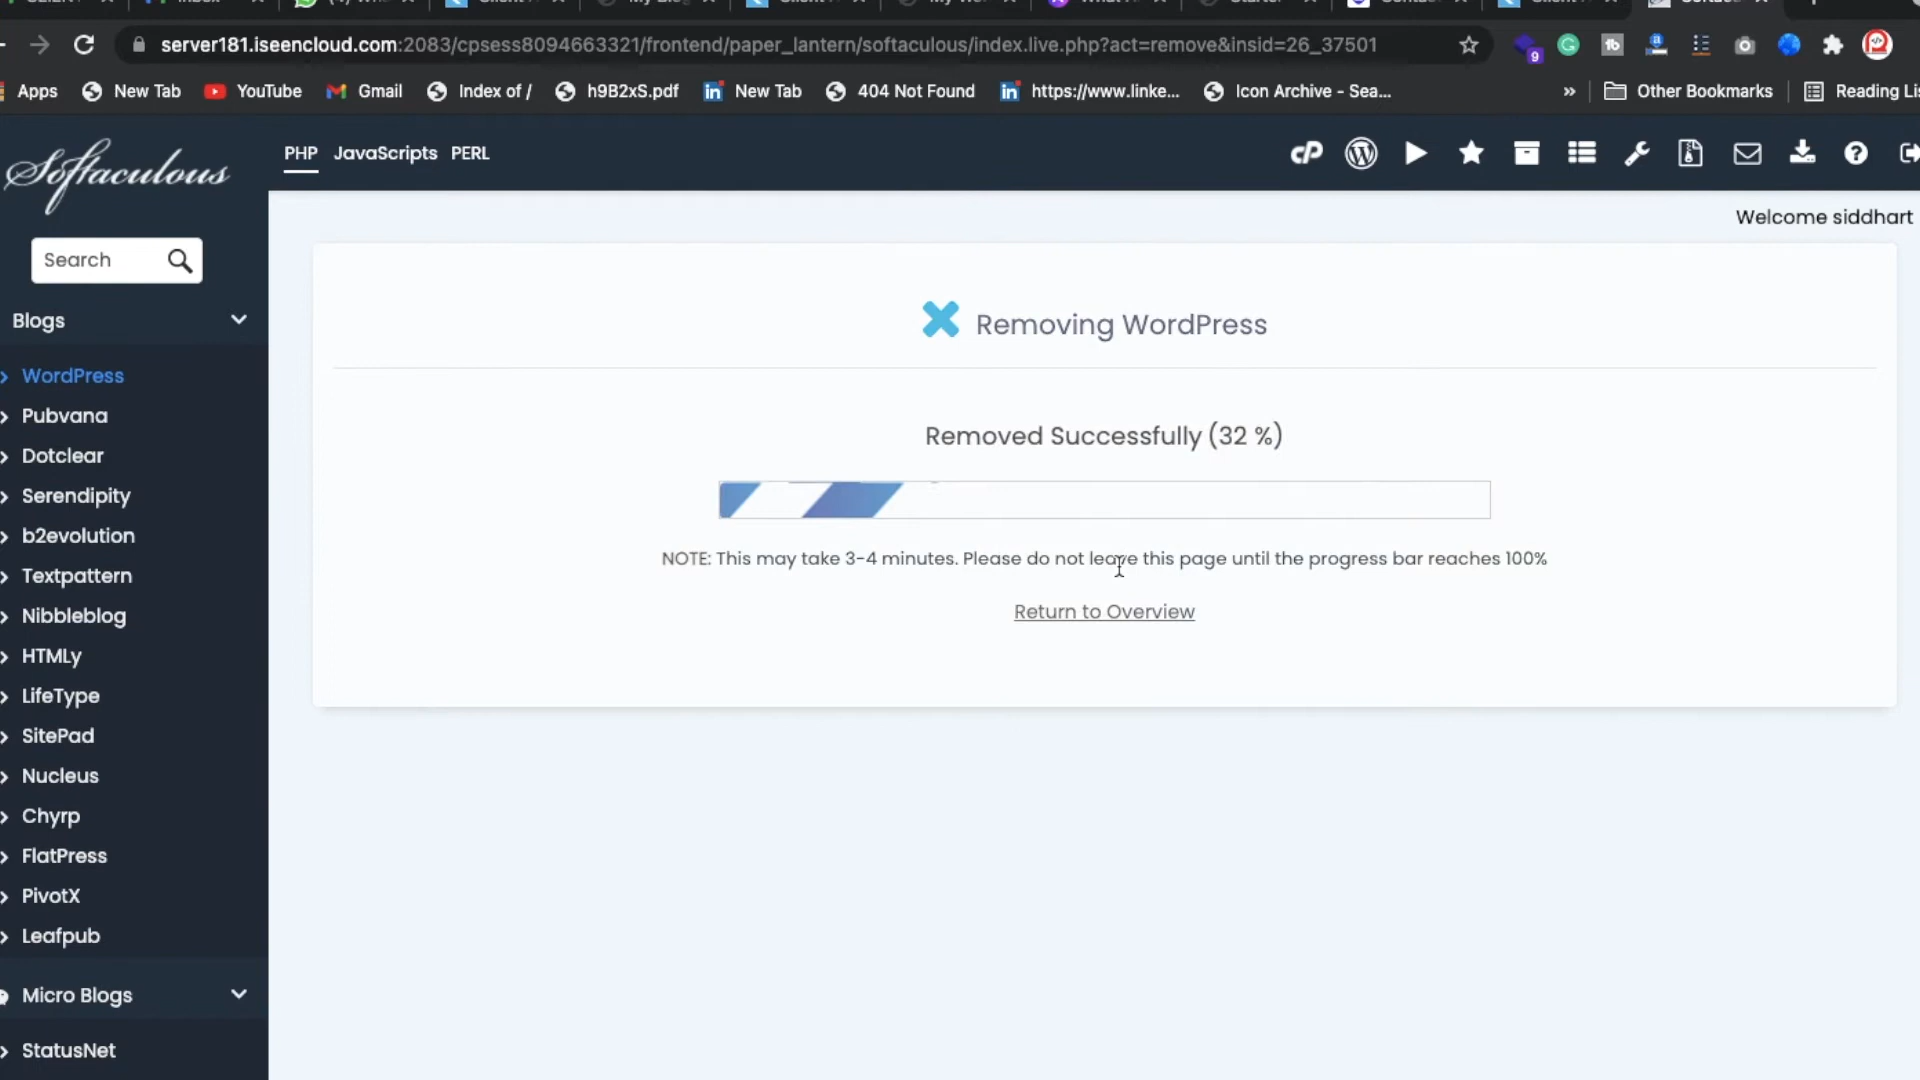 server181.iseencloud.com:2083/cpsess8094663321/frontend/paper_lantern/softaculous/index.live.php?act=remove&insid=26_37501
9
Apps New Tab YouTube Gmail Index of / h9B2xS.pdf New Tab 404 Not Found https://www.linke... Icon Archive - Sea... » Other Bookmarks Reading
Softaculous PHP JavaScripts PERL cP
Welcome siddhart
Search
Blogs
Removing WordPress
WordPress
Pubvana
Removed Successfully (32 %)
Dotclear
Serendipity
b2evolution
NOTE: This may take 3-4 minutes. Please do not leave this page until the progress bar reaches 100%
Textpattern
Return to Overview
Nibbleblog
HTMLy
LifeType
SitePad
Nucleus
Chyrp
FlatPress
PivotX
Leafpub
Micro Blogs
StatusNet